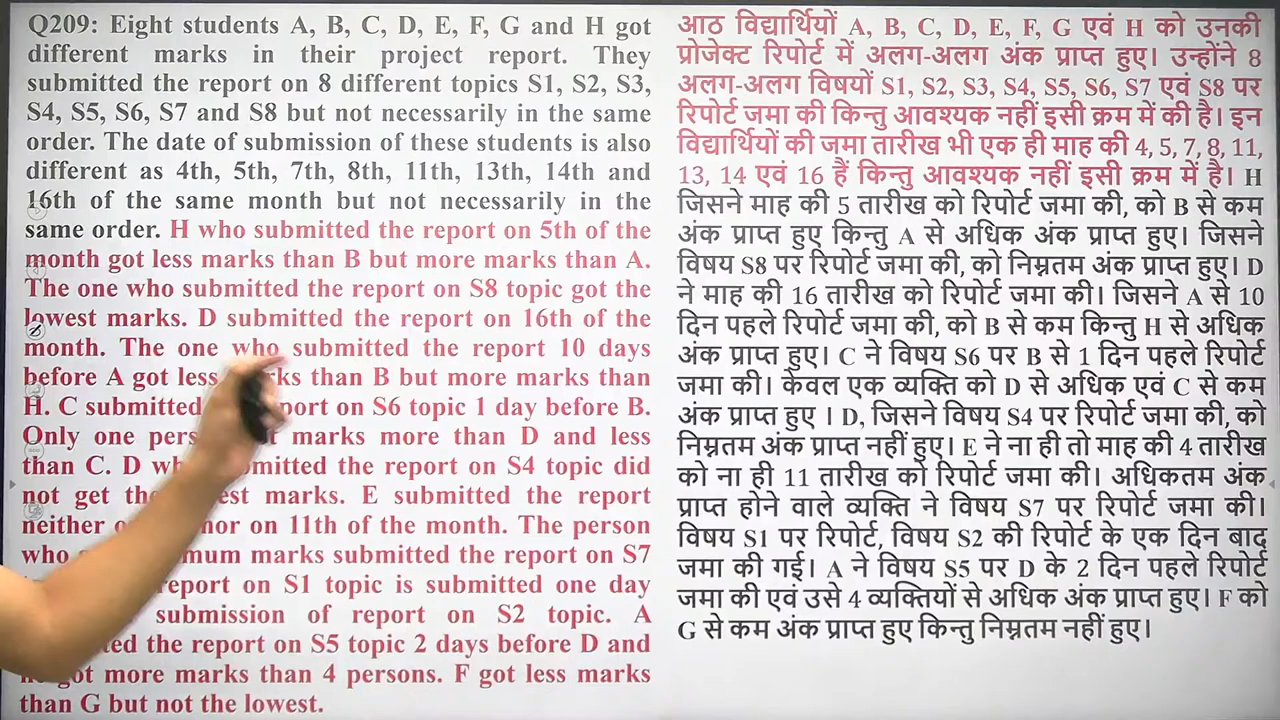 Q209: Eight students A, B, C, D, E, F, G and H got
different marks in their project report. They
submitted the report on 8 different topics S1, S2, S3,
S4, S5, S6, S7 and S8 but not necessarily in the same
order. The date of submission of these students is also
different as 4th, 5th, 7th, 8th, 11th, 13th, 14th and
16th of the same month but not necessarily in the
same order. H who submitted the report on 5th of the
month got less marks than B but more marks than A.
The one who submitted the report on S8 topic got the
lowest marks. D submitted the report on 16th of the
month. The one who submitted the report 10 days
before A got less marks than B but more marks than
H. C submitted report on S6 topic 1 day before B.
Only one marks more than D and less
than C. D submitted the report on S4 topic did
not get the marks. E submitted the report
neither nor on 11th of the month. The person
who marks submitted the report on S7
report on S1 topic is submitted one day
submission of report on S2 topic. A
the report on S5 topic 2 days before D and
got more marks than 4 persons. F got less marks
than G but not the lowest.
आठ विद्यार्थियों A, B, C, D, E, F, G एवं H को उनकी
प्रोजेक्ट रिपोर्ट में अलग-अलग अंक प्राप्त हुए। उन्होंने 8
अलग-अलग विषयों S1, S2, S3, S4, S5, S6, S7 एवं S8 पर
रिपोर्ट जमा की किन्तु आवश्यक नहीं इसी क्रम में की है। इन
विद्यार्थियों की जमा तारीख भी एक ही माह की 4, 5, 7, 8, 11,
13, 14 एवं 16 हैं किन्तु आवश्यक नहीं इसी क्रम में है। H
जिसने माह की 5 तारीख को रिपोर्ट जमा की, को B से कम
अंक प्राप्त हुए किन्तु A से अधिक अंक प्राप्त हुए। जिसने
विषय S8 पर रिपोर्ट जमा की, को निम्नतम अंक प्राप्त हुए। D
ने माह की 16 तारीख को रिपोर्ट जमा की। जिसने A से 10
दिन पहले रिपोर्ट जमा की, को B से कम किन्तु H से अधिक
अंक प्राप्त हुए। C ने विषय S6 पर B से 1 दिन पहले रिपोर्ट
जमा की। केवल एक व्यक्ति को D से अधिक एवं C से कम
अंक प्राप्त हुए । D, जिसने विषय S4 पर रिपोर्ट जमा की, को
निम्नतम अंक प्राप्त नहीं हुए। E ने ना ही तो माह की 4 तारीख
को ना ही 11 तारीख को रिपोर्ट जमा की। अधिकतम अंक
प्राप्त होने वाले व्यक्ति ने विषय S7 पर रिपोर्ट जमा की।
विषय S1 पर रिपोर्ट, विषय S2 की रिपोर्ट के एक दिन बाद
जमा की गई। A ने विषय S5 पर D के 2 दिन पहले रिपोर्ट
जमा की एवं उसे 4 व्यक्तियों से अधिक अंक प्राप्त हुए। F को
G से कम अंक प्राप्त हुए किन्तु निम्नतम नहीं हुए।